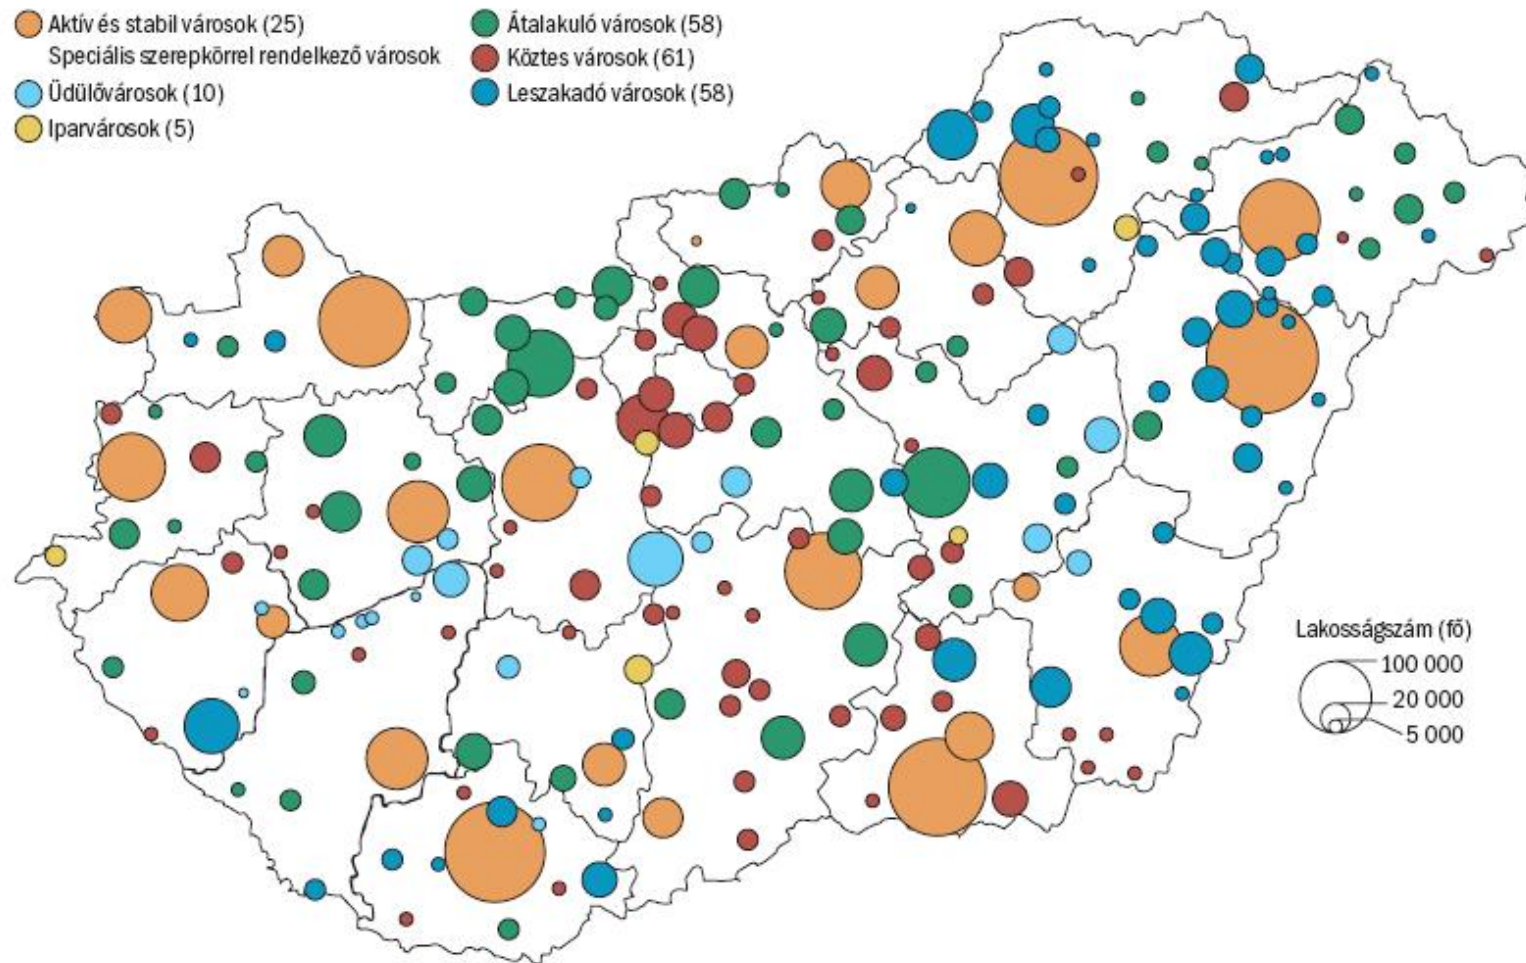 Aktív és stabil városok (25)
Speciális szerepkörrel rendelkező városok
Üdülővárosok (10)
Iparvárosok (5)
Átalakuló városok (58)
Köztes városok (61)
Leszakadó városok (58)
Lakosságszám (fő)
100 000
20 000
5 000